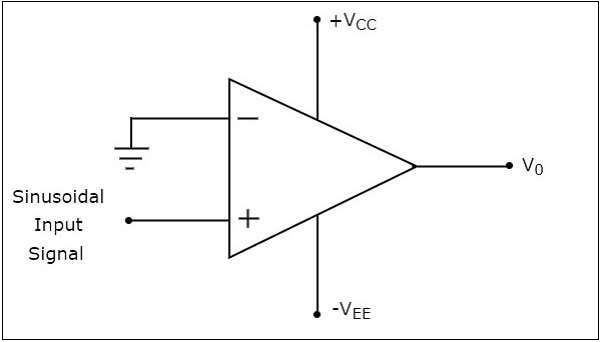 +VCC
−
V0
Sinusoidal
Input
Signal
+
-VEE